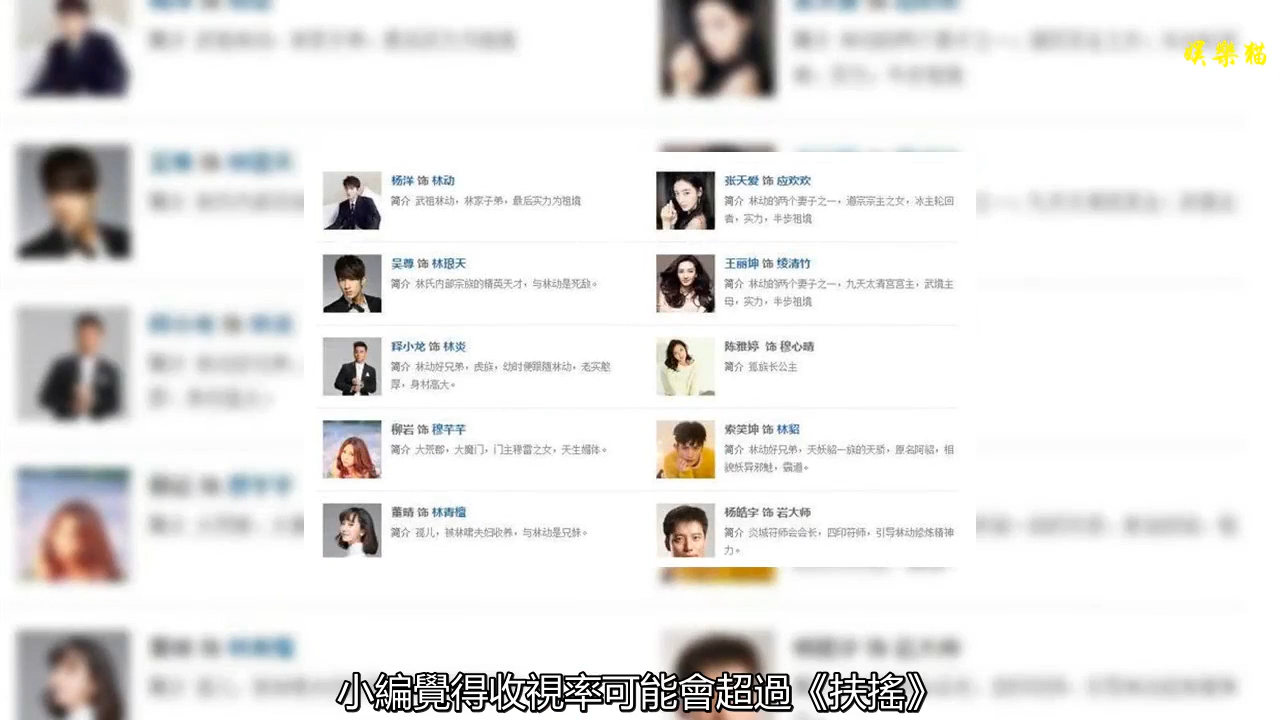 娱樂猫
杨洋 饰 林动
简介 武祖林动，林家子弟，最后实力为祖境
张天爱 饰 应欢欢
简介 林动的两个妻子之一，道宗宗主之女，冰主轮回
者，实力，半步祖境
吴尊 饰 林琅天
简介 林氏内部宗族的精英天才，与林动是死敌。
王丽坤 饰 绫清竹
简介 林动的两个妻子之一，九天太清宫宫主，武境主
母，实力，半步祖境
释小龙 饰 林炎
简介 林动好兄弟，虎族，幼时便跟随林动，老实憨
厚，身材高大。
陈雅婷 饰 穆心晴
简介 狐族长公主
柳岩 饰 穆芊芊
简介 大荒郡，大魔门，门主穆雷之女，天生媚体。
索笑坤 饰 林貂
简介 林动好兄弟，天妖貂一族的天骄，原名阿貂，相
貌妖异邪魅，霸道。
董晴 饰 林青檀
简介 孤儿，被林啸夫妇收养，与林动是兄妹。
杨皓宇 饰 岩大师
简介 炎城符师会会长，四印符师，引导林动修炼精神
力。
小編覺得收視率可能會超過《扶搖》